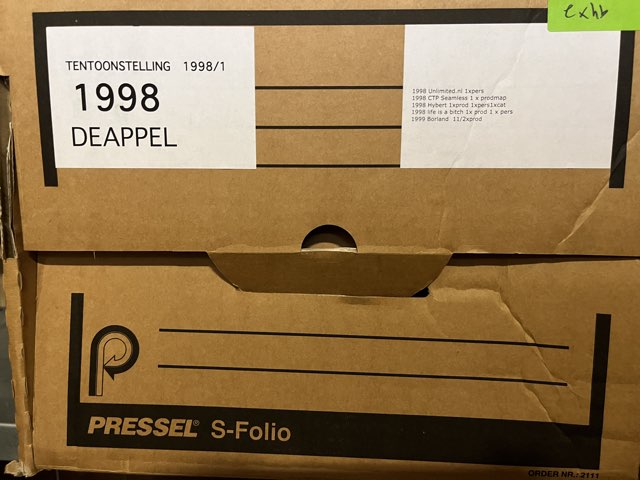 exhb
TENTOONSTELLING 1998/1
1998
DEAPPEL
1998 Unlimited.nl 1xpers
1998 CTP Seamless 1 x prodmap
1998 Hybert 1xprod 1xpers1xcat
1998 life is a bitch 1x prod 1 x pers
1999 Borland 11/2xprod
PRESSEL® S-Folio
ORDER NR.: 2111